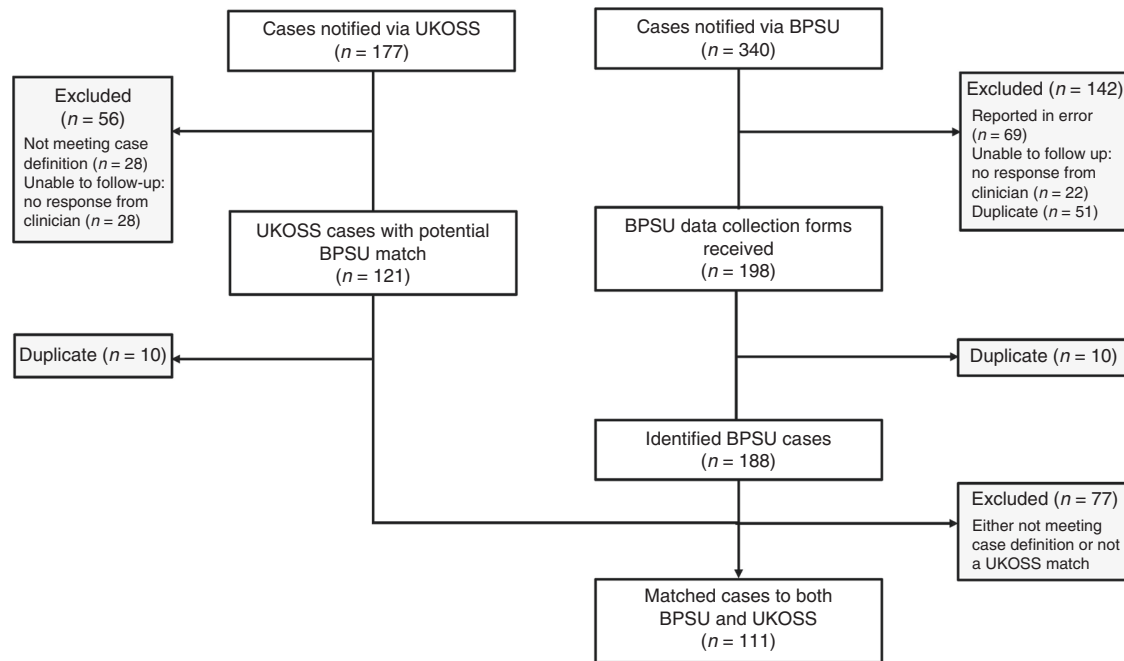 Cases notified via UKOSS
(n = 177)
Cases notified via BPSU
(n = 340)
Excluded
(n = 56)
Not meeting case
definition (n = 28)
Unable to follow-up:
no response from
clinician (n = 28)
Excluded (n = 142)
Reported in error
(n = 69)
Unable to follow up:
no response from
clinician (n = 22)
Duplicate (n = 51)
UKOSS cases with potential
BPSU match
(n = 121)
BPSU data collection forms
received
(n = 198)
Duplicate (n = 10)
Duplicate (n = 10)
Identified BPSU cases
(n = 188)
Excluded (n = 77)
Either not meeting
case definition or not
a UKOSS match
Matched cases to both
BPSU and UKOSS
(n = 111)